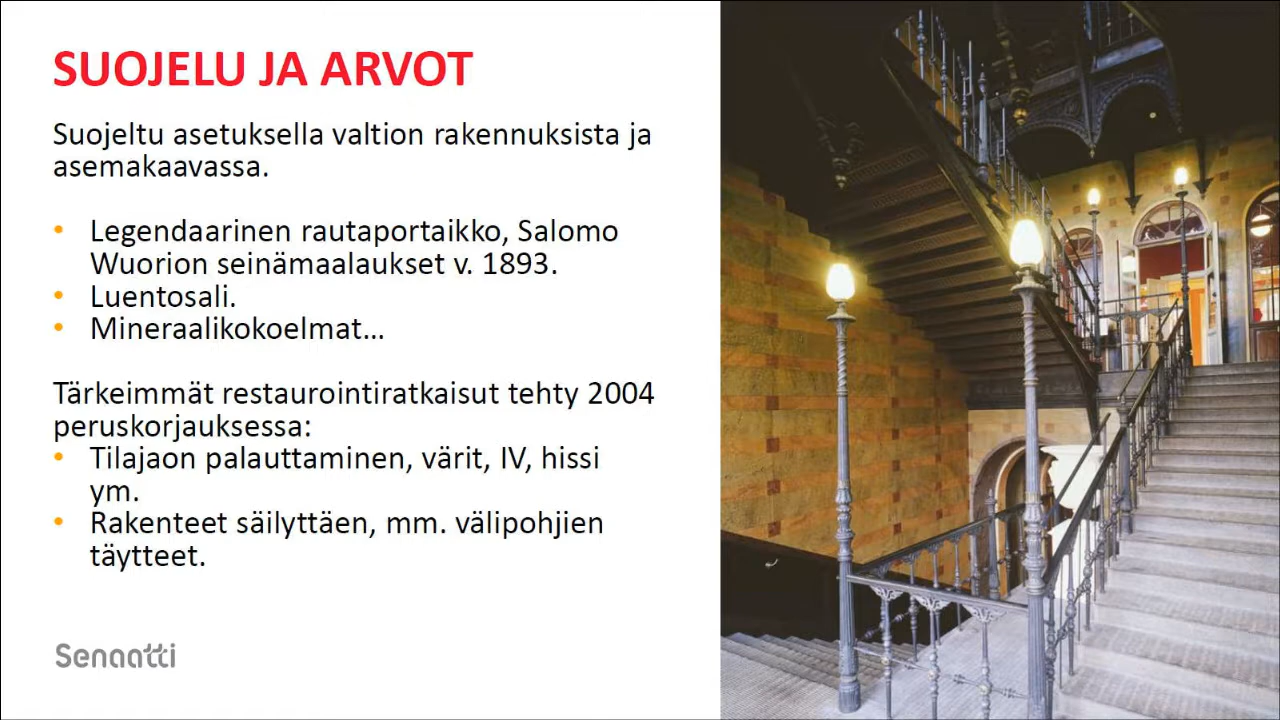 SUOJELU JA ARVOT
Suojeltu asetuksella valtion rakennuksista ja
asemakaavassa.
• Legendaarinen rautaportaikko, Salomo
Wuorion seinämaalaukset v. 1893.
• Luentosali.
• Mineraalikokoelmat...
Tärkeimmät restaurointiratkaisut tehty 2004
peruskorjauksessa:
• Tilajaon palauttaminen, värit, IV, hissi
ym.
• Rakenteet säilyttäen, mm. välipohjien
täytteet.
Senaatti